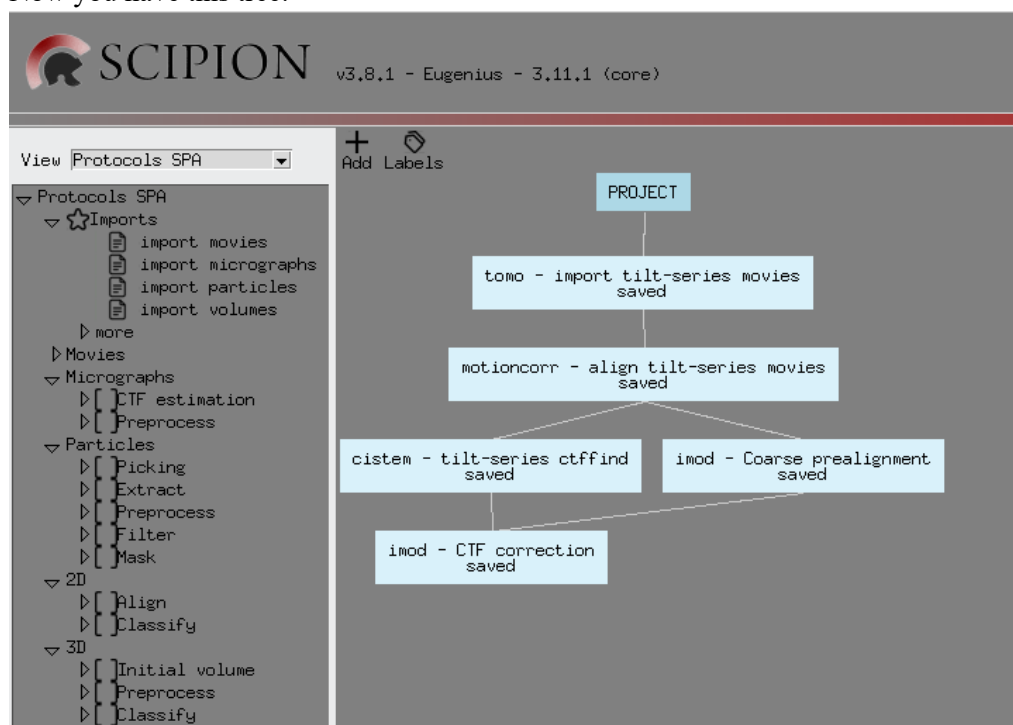 Now you have this tree:
SCIPION v3.8.1 - Eugenius - 3.11.1 (core)
View Protocols SPA
Add Labels
Protocols SPA
Imports
import movies
import micrographs
import particles
import volumes
more
Movies
Micrographs
CTF estimation
Preprocess
Particles
Picking
Extract
Preprocess
Filter
Mask
2D
Align
Classify
3D
Initial volume
Preprocess
Classify
PROJECT
tomo - import tilt-series movies
saved
motioncorr - align tilt-series movies
saved
cistem - tilt-series ctffind
saved
imod - Coarse prealignment
saved
imod - CTF correction
saved